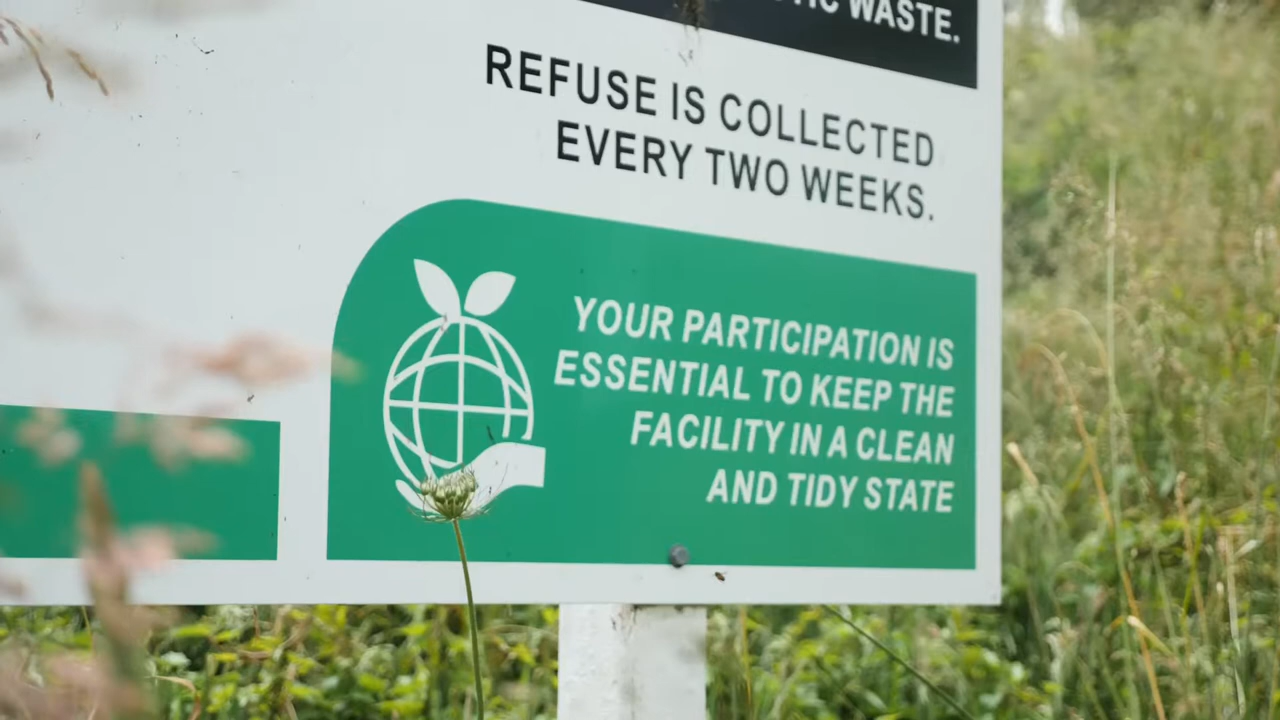 WASTE.
REFUSE IS COLLECTED
EVERY TWO WEEKS.
YOUR PARTICIPATION IS
ESSENTIAL TO KEEP THE
FACILITY IN A CLEAN
AND TIDY STATE